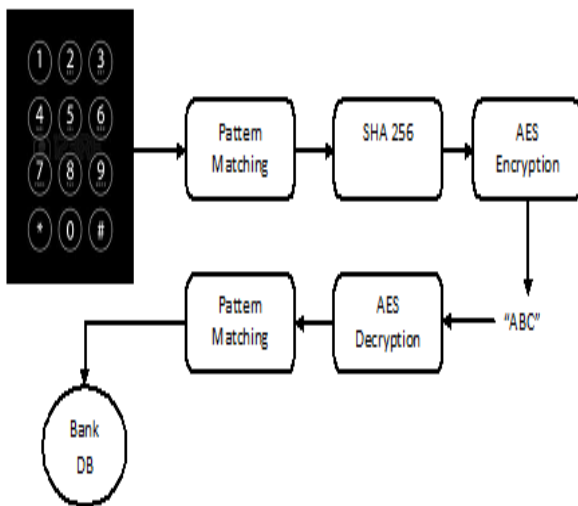 1 2 3
4 5 6
7 8 9
* 0 #
Pattern
Matching
SHA 256
AES
Encryption
"ABC"
AES
Decryption
Pattern
Matching
Bank
DB